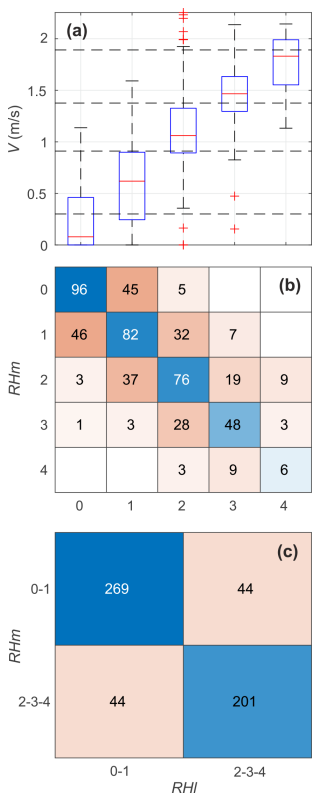 (a)
2
1.5
1
0.5
0
V (m/s)
(b)
0 96 45 5
1 46 82 32 7
2 3 37 76 19 9
3 1 3 28 48 3
4 3 9 6
RHm
0 1 2 3 4
(c)
0-1 269 44
2-3-4 44 201
RHm
0-1 2-3-4
RHI